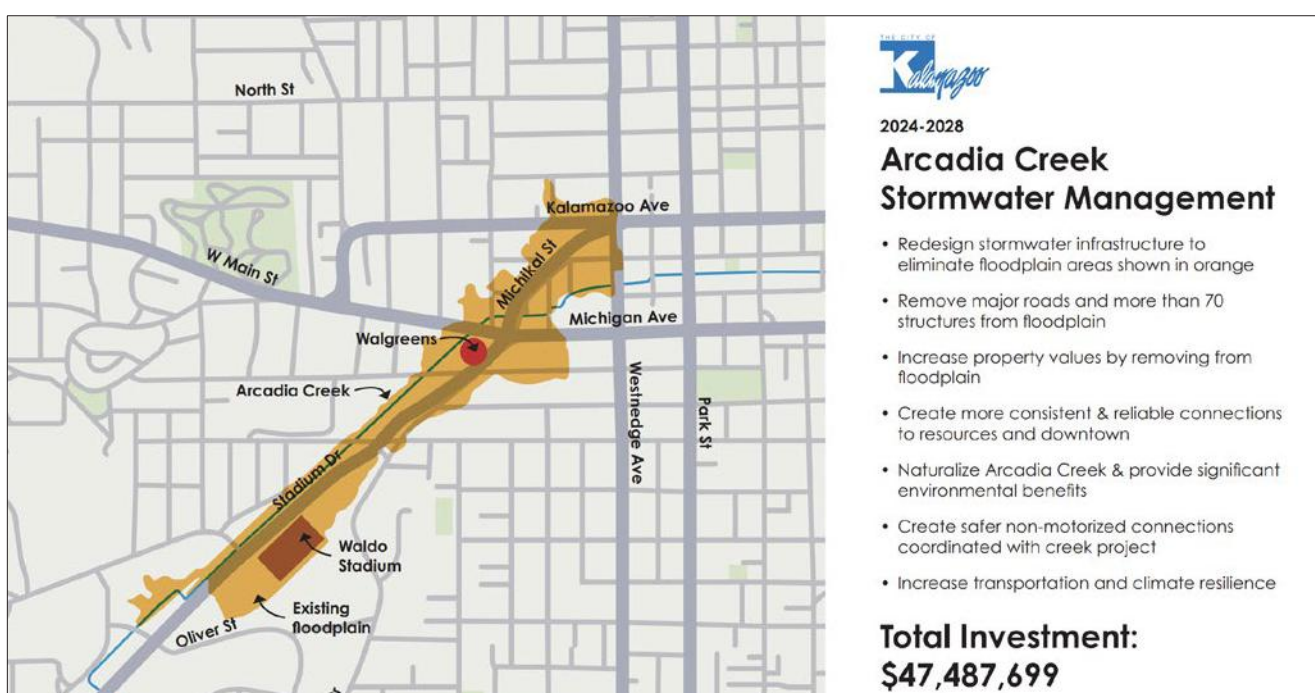 North St
Kalamazoo Ave
W Main St
Michikal St
Michigan Ave
Walgreens
Arcadia Creek
Westnedge Ave
Park St
Stadium Dr
Waldo
Stadium
Existing
floodplain
Oliver St
THE CITY OF
Kalamazoo
2024-2028
Arcadia Creek
Stormwater Management
• Redesign stormwater infrastructure to
eliminate floodplain areas shown in orange
• Remove major roads and more than 70
structures from floodplain
• Increase property values by removing from
floodplain
• Create more consistent & reliable connections
to resources and downtown
• Naturalize Arcadia Creek & provide significant
environmental benefits
• Create safer non-motorized connections
coordinated with creek project
• Increase transportation and climate resilience
Total Investment:
$47,487,699